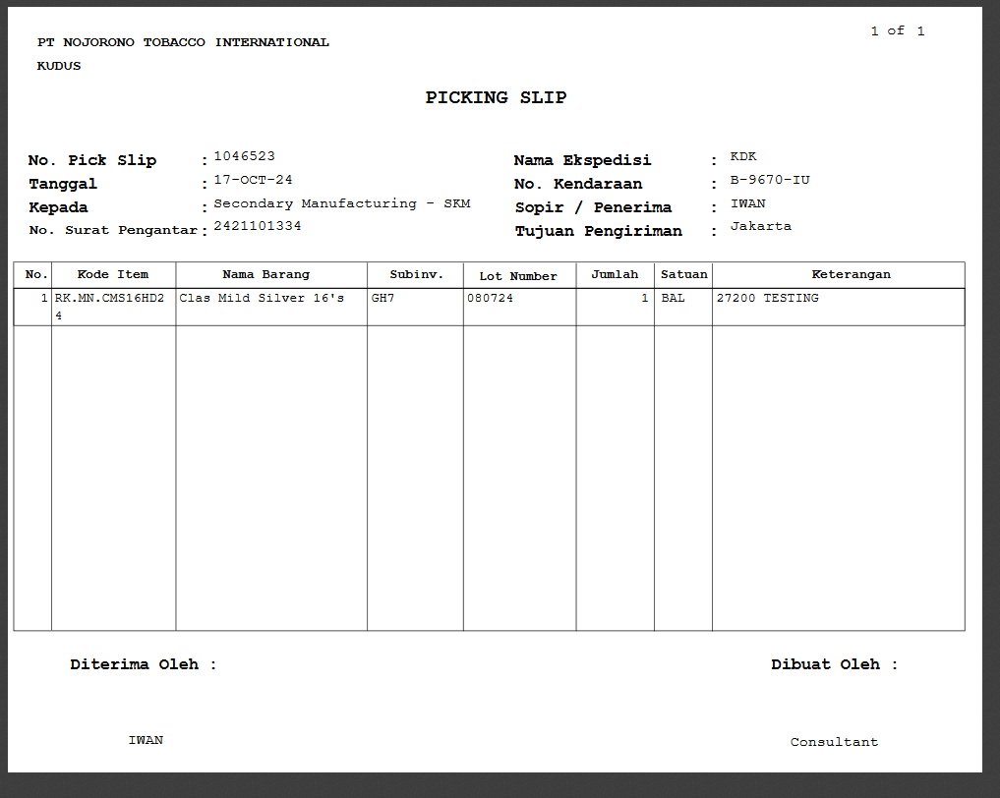 1 of 1
PT NOJORONO TOBACCO INTERNATIONAL
KUDUS
PICKING SLIP
No. Pick Slip : 1046523 Nama Ekspedisi : KDK
Tanggal : 17-OCT-24 No. Kendaraan : B-9670-IU
Kepada : Secondary Manufacturing - SKM Sopir / Penerima : IWAN
No. Surat Pengantar : 2421101334 Tujuan Pengiriman : Jakarta
No. Kode Item Nama Barang Subinv. Lot Number Jumlah Satuan Keterangan
1 RK.MN.CMS16HD2 Clas Mild Silver 16's GH7 080724 1 BAL 27200 TESTING
4
Diterima Oleh : Dibuat Oleh :
IWAN Consultant